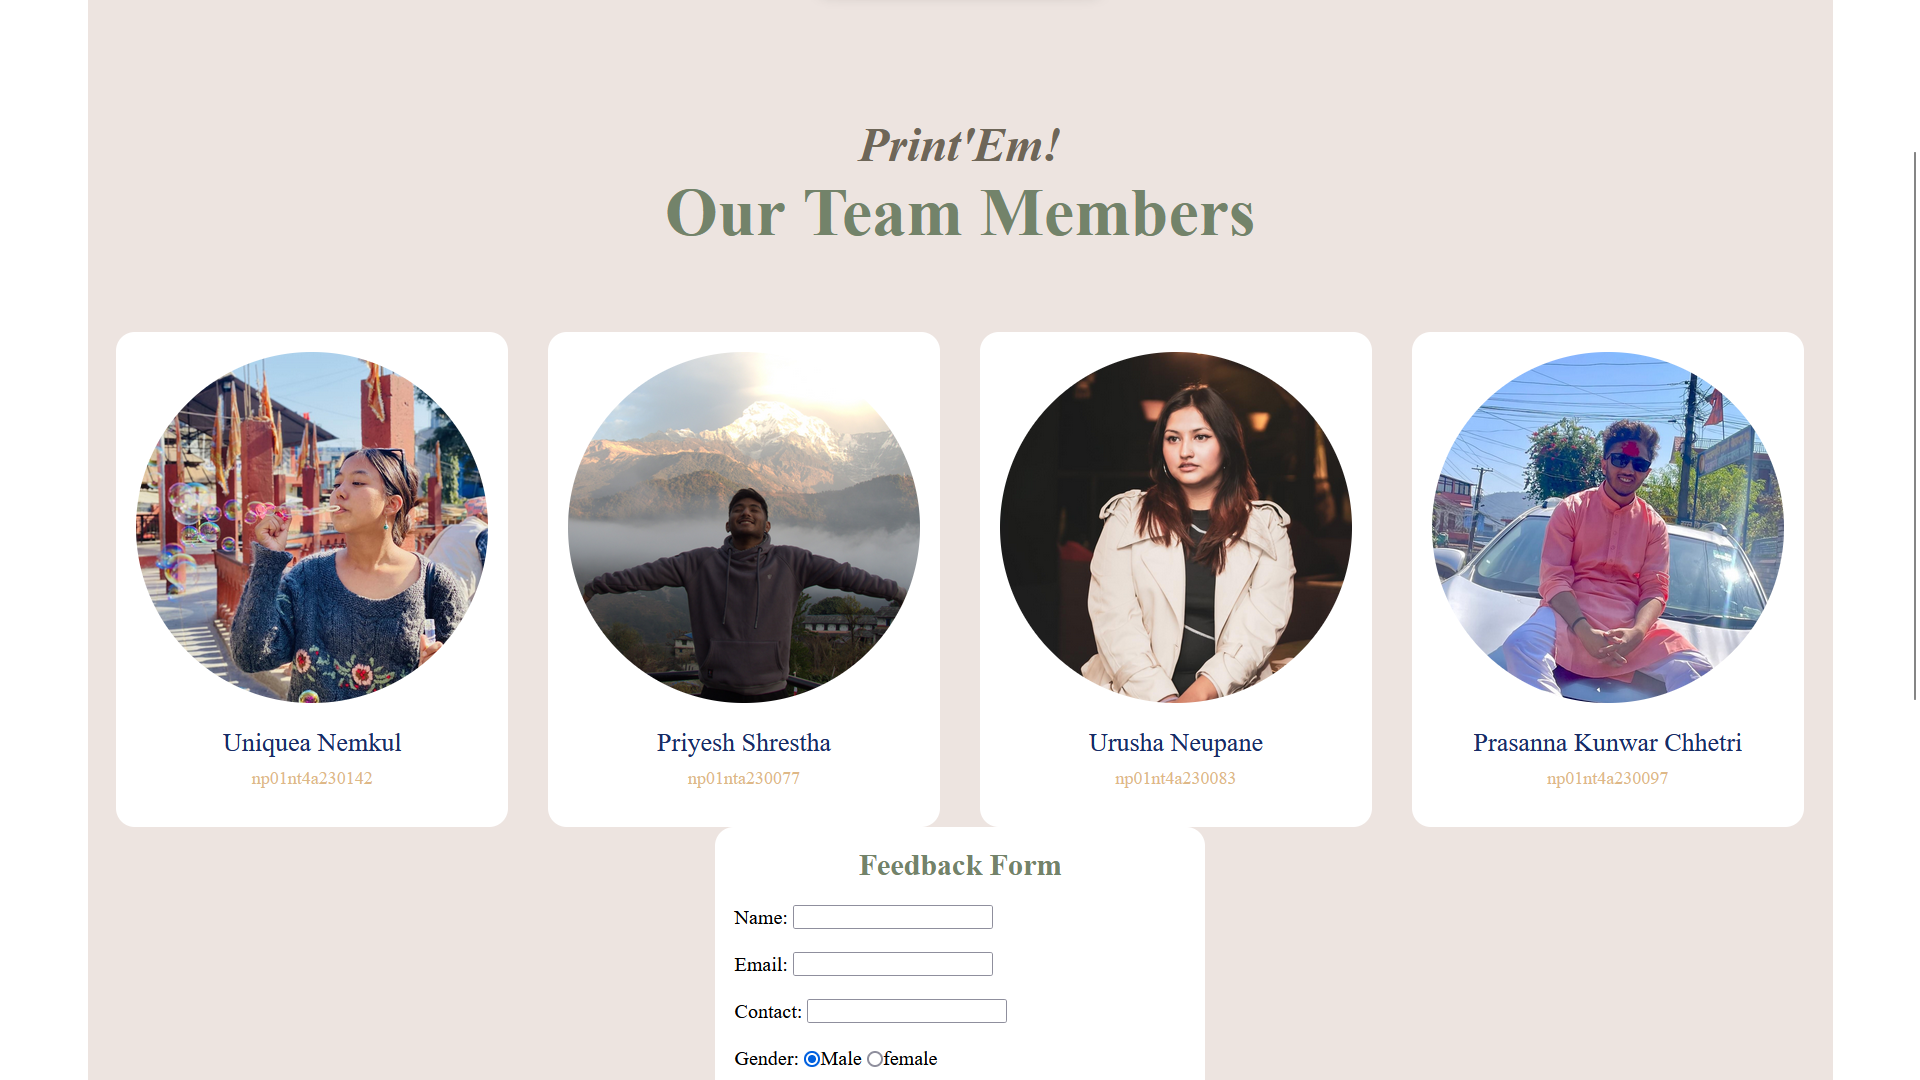 Print'Em!
Our Team Members
Uniquea Nemkul
np01nt4a230142
Priyesh Shrestha
np01nta230077
Urusha Neupane
np01nt4a230083
Prasanna Kunwar Chhetri
np01nt4a230097
Feedback Form
Name:
Email:
Contact:
Gender: Male female